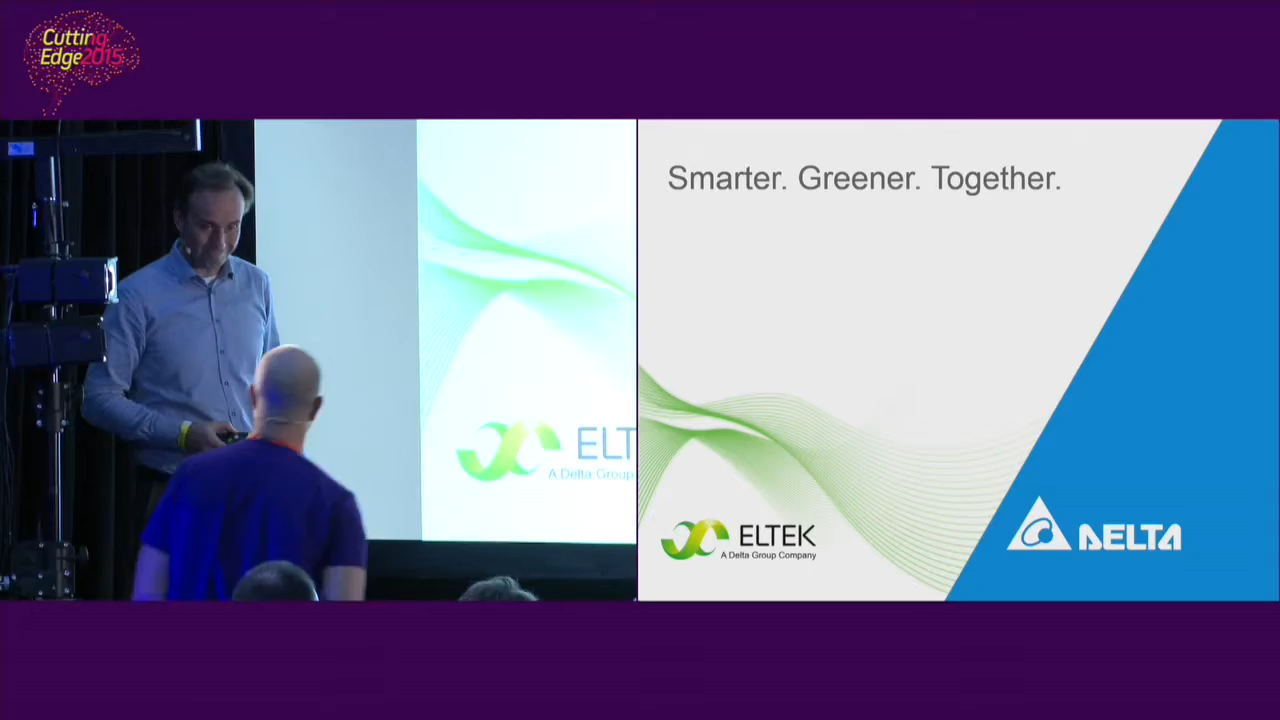 Cutting
Edge2015
ELT
A Delta Group
Smarter. Greener. Together.
ELTEK
A Delta Group Company
DELTA